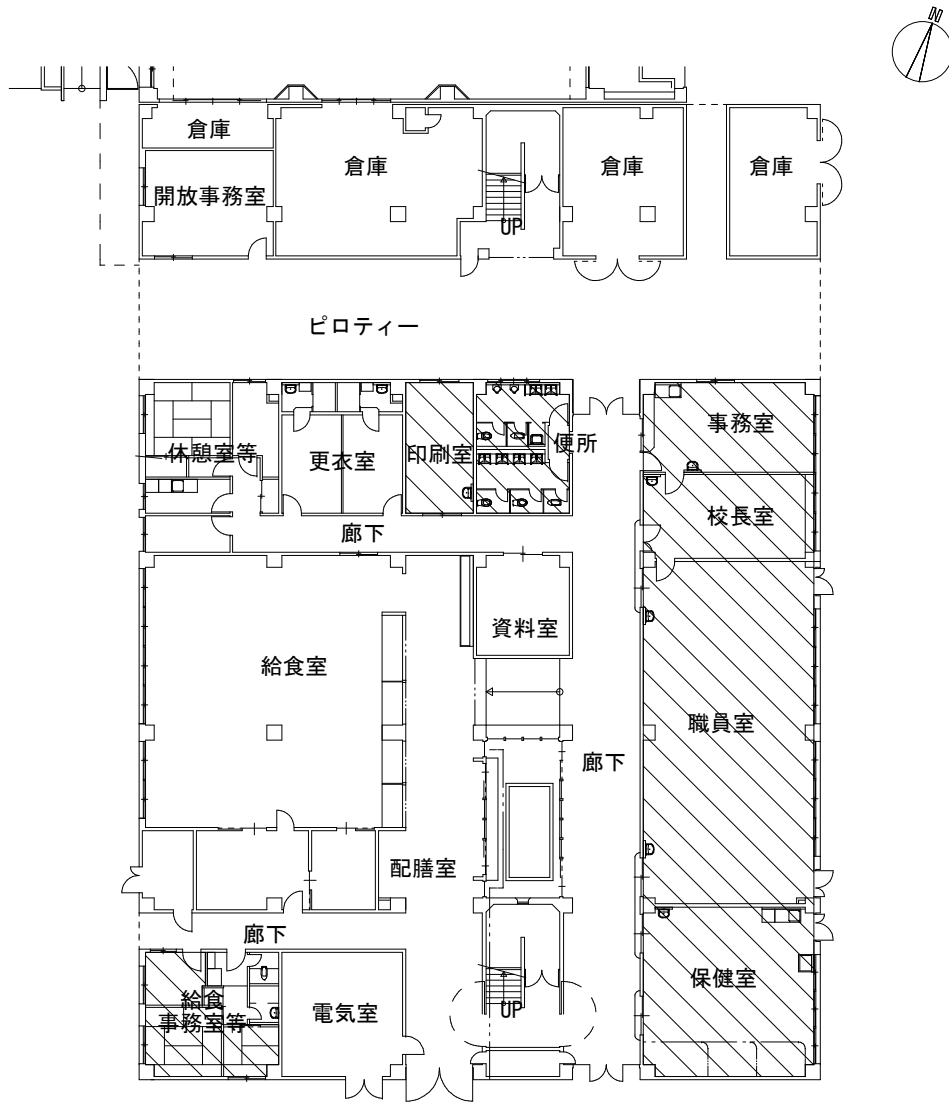 N
倉庫
倉庫
倉庫
倉庫
開放事務室
UP
ピロティー
休憩室等
更衣室
印刷室
便所
事務室
校長室
廊下
資料室
給食室
職員室
廊下
配膳室
廊下
保健室
給食
事務室等
電気室
UP